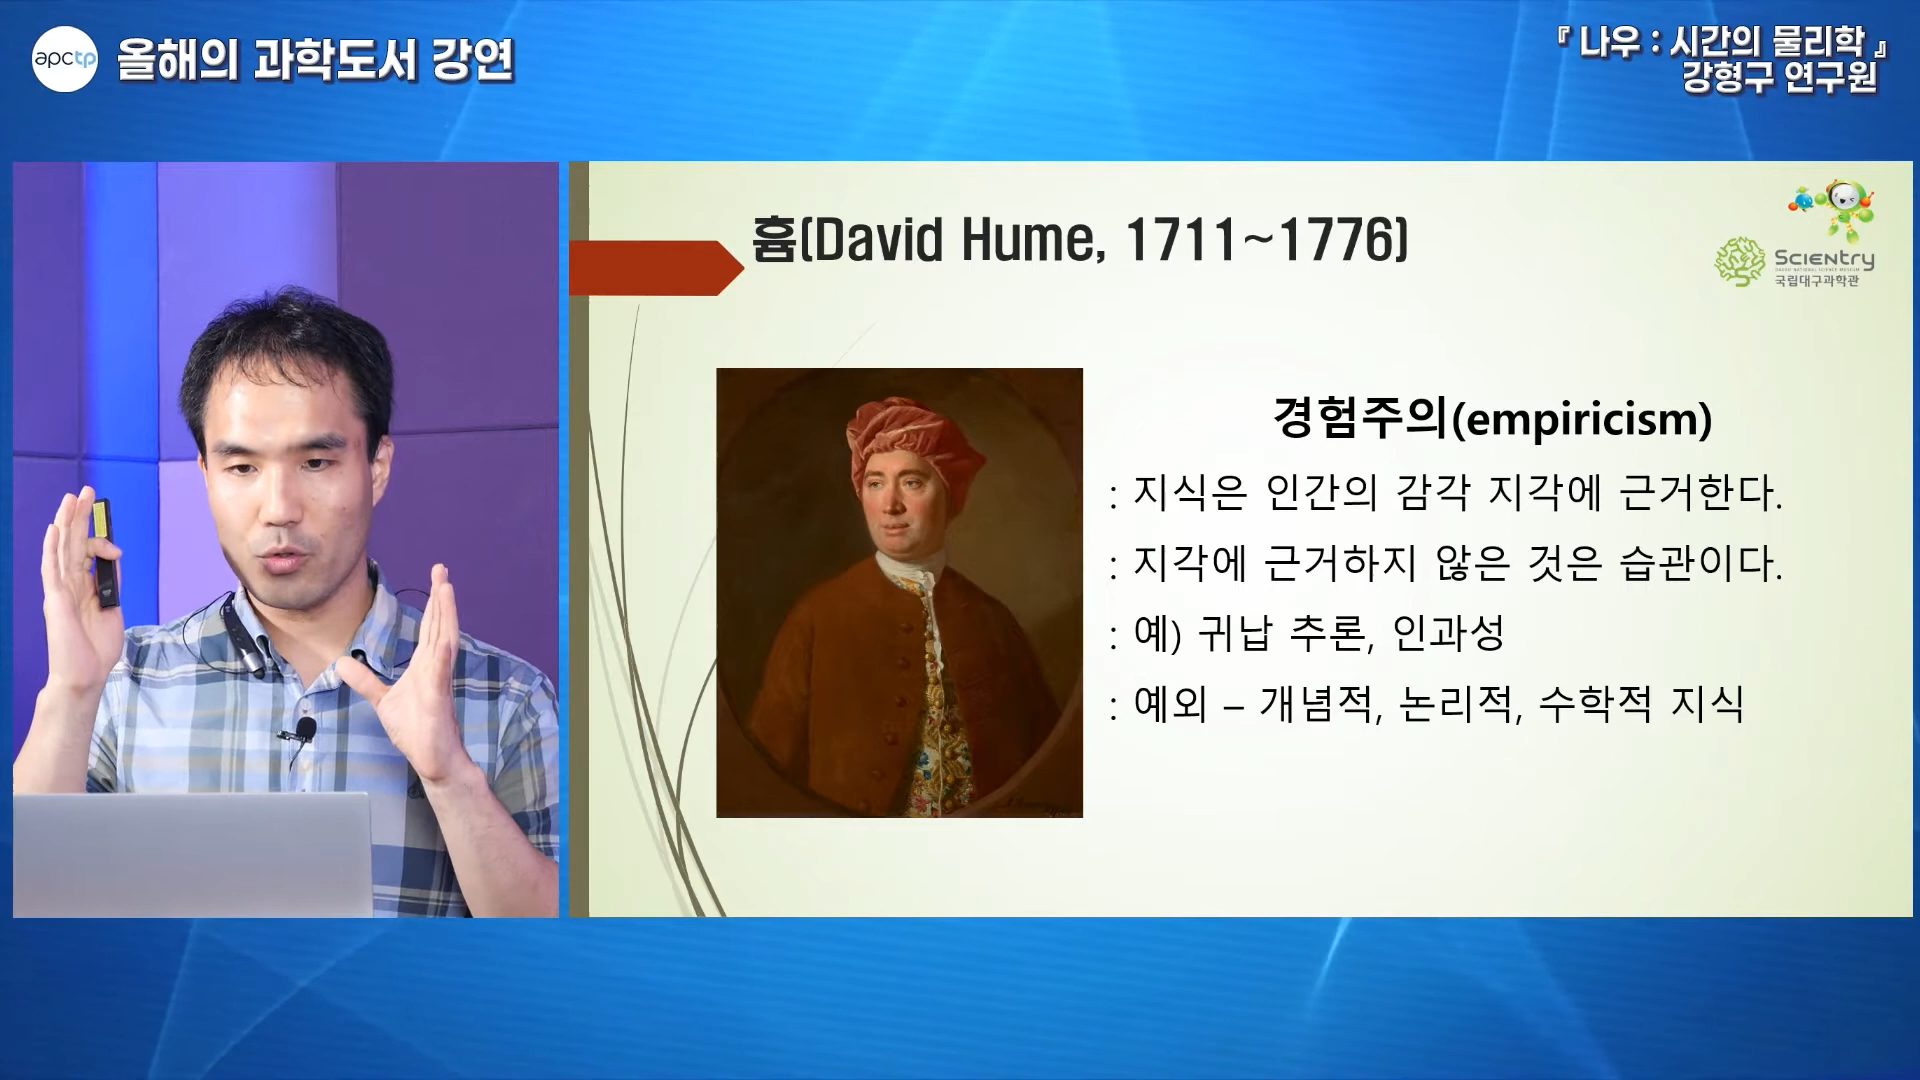 apctp 올해의 과학도서 강연
『 나우 : 시간의 물리학 』
강형구 연구원
흄(David Hume, 1711~1776)
Scientry
국립대구과학관
경험주의(empiricism)
: 지식은 인간의 감각 지각에 근거한다.
: 지각에 근거하지 않은 것은 습관이다.
: 예) 귀납 추론, 인과성
: 예외 – 개념적, 논리적, 수학적 지식